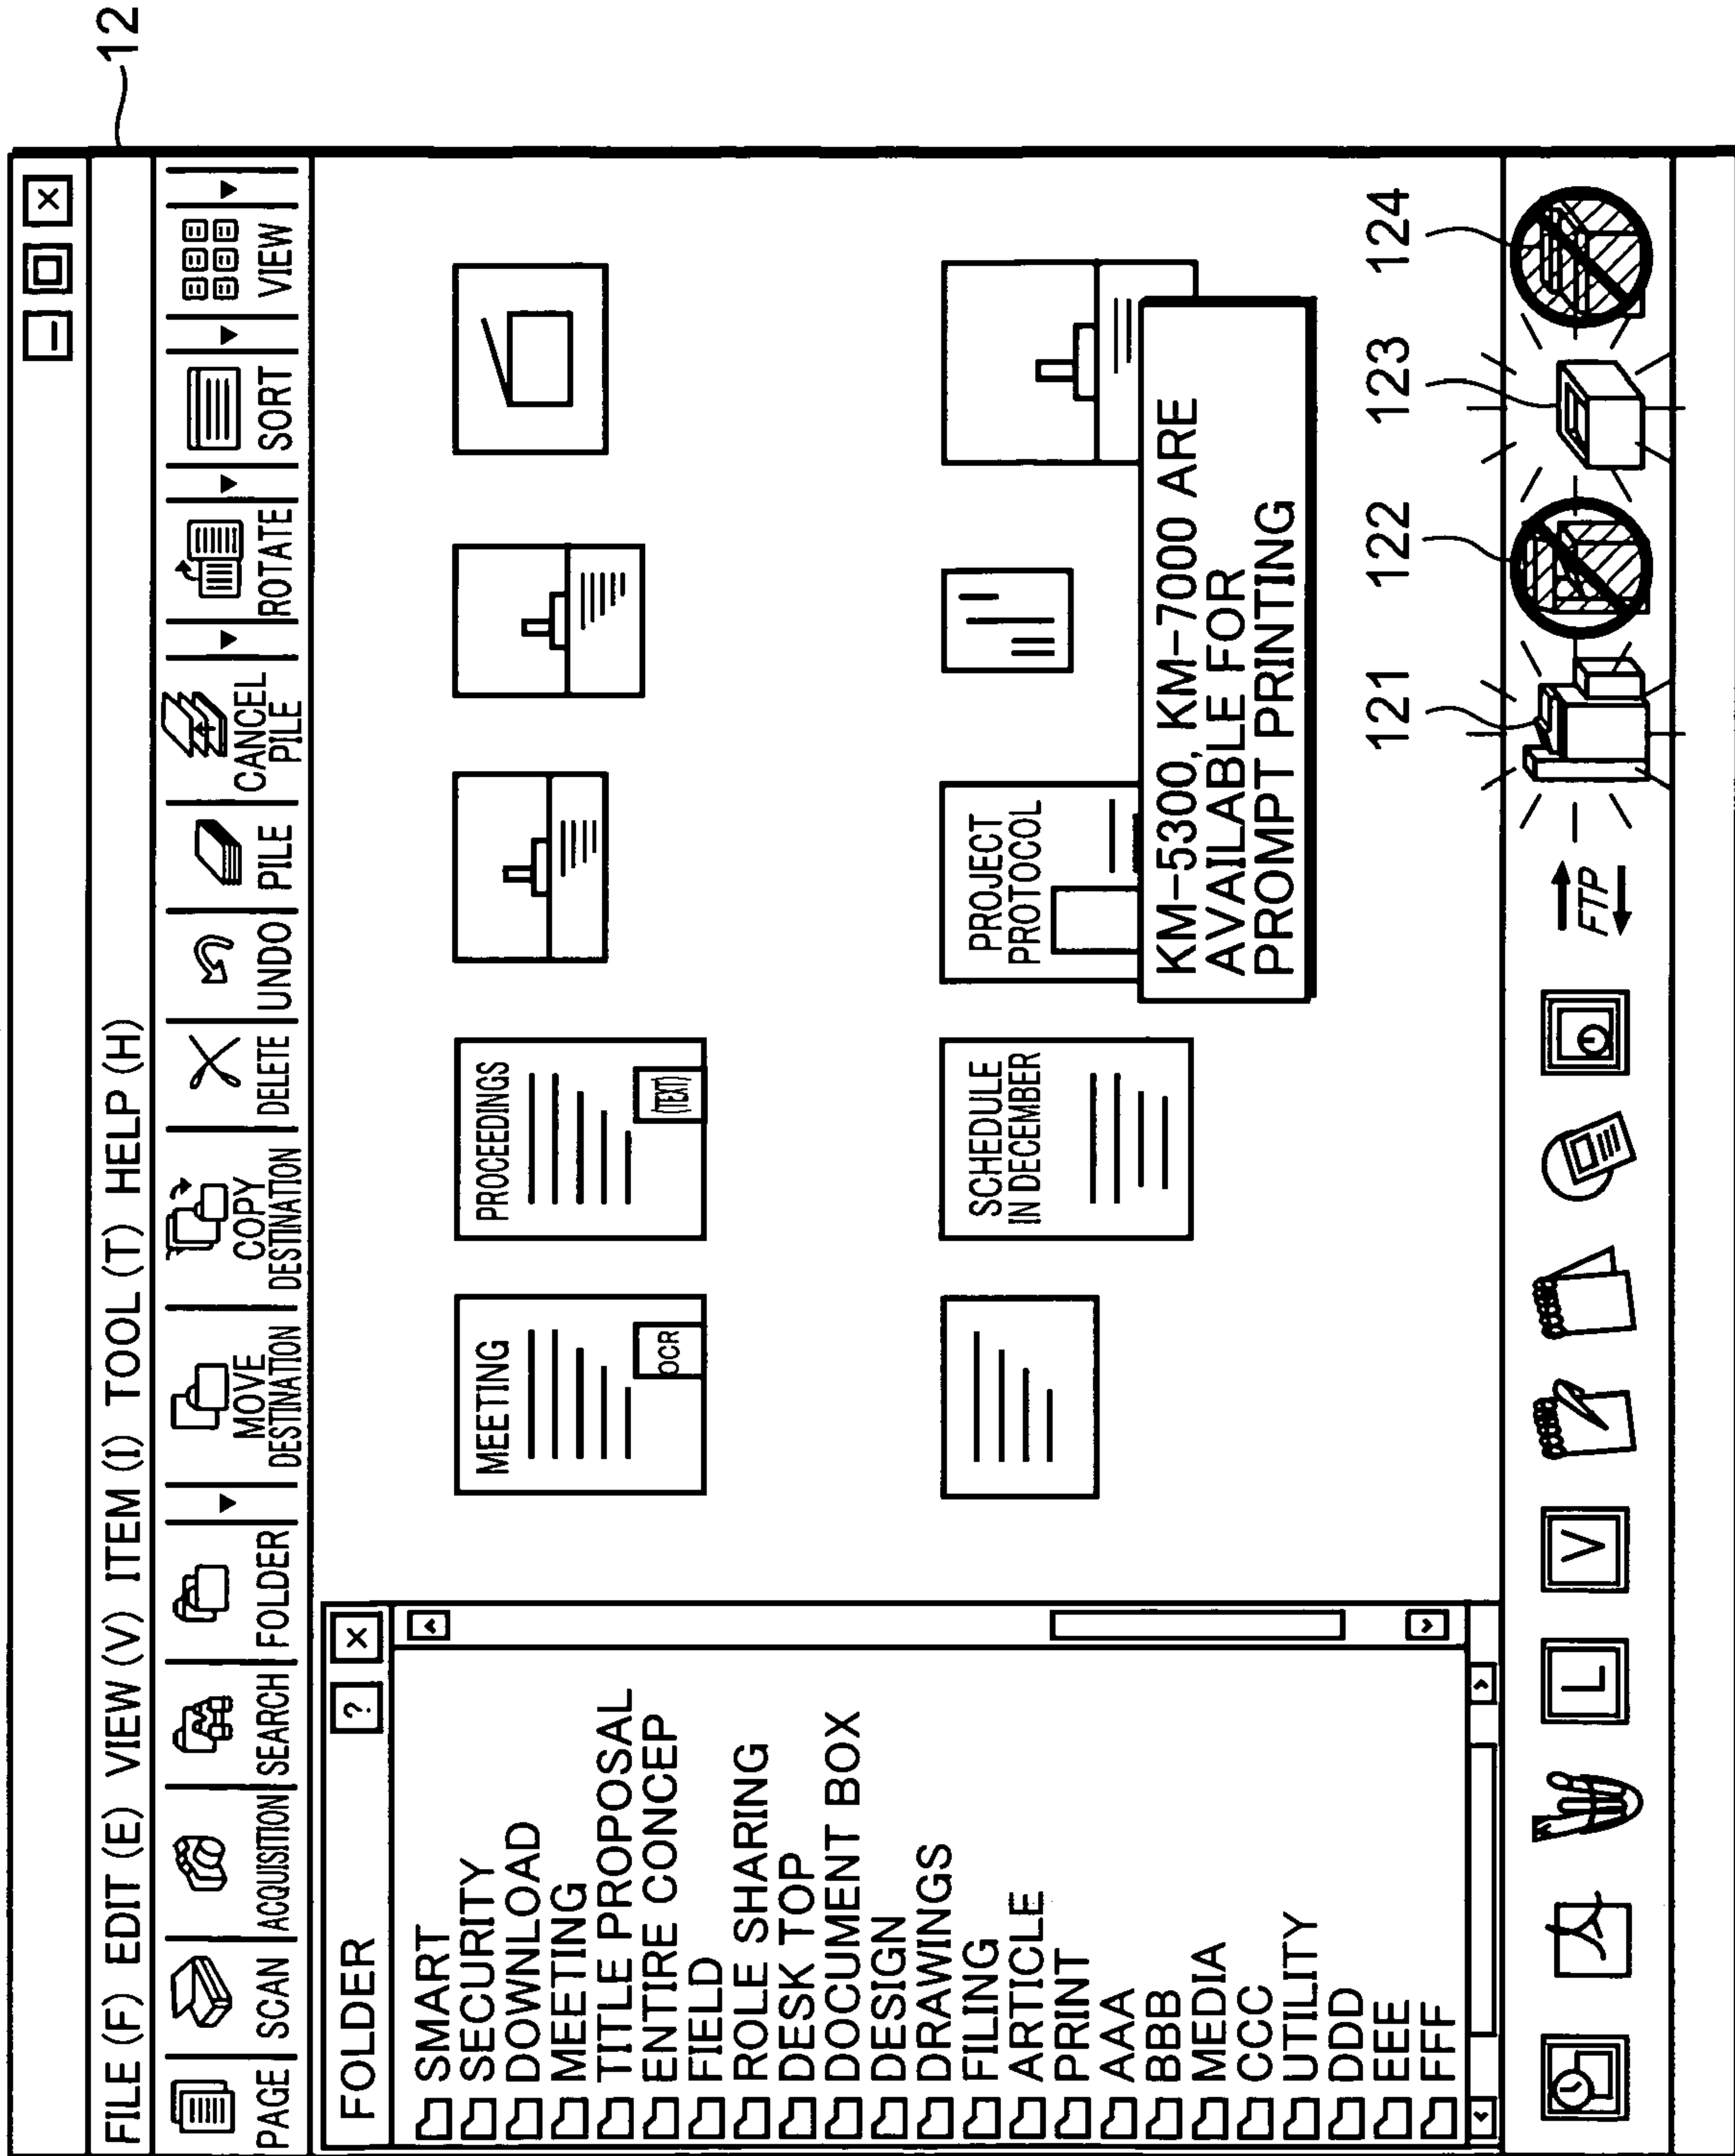 12
FILE (F) EDIT (E) VIEW (V) ITEM (I) TOOL (T) HELP (H)
PAGE
SCAN
ACQUISITION
SEARCH
FOLDER
MOVE
DESTINATION
COPY
DESTINATION
DELETE
UNDO
PILE
CANCEL
PILE
ROTATE
SORT
VIEW
FOLDER
?
SMART
SECURITY
DOWNLOAD
MEETING
TITLE PROPOSAL
ENTIRE CONCEP
FIELD
ROLE SHARING
DESK TOP
DOCUMENT BOX
DESIGN
DRAWINGS
FILING
ARTICLE
PRINT
AAA
BBB
MEDIA
CCC
UTILITY
DDD
EEE
FFF
MEETING
OCR
PROCEEDINGS
(TEXT)
SCHEDULE
IN DECEMBER
PROJECT
PROTOCOL
KM-5300, KM-7000 ARE
AVAILABLE FOR
PROMPT PRINTING
121
122
123
124
L
V
FTP